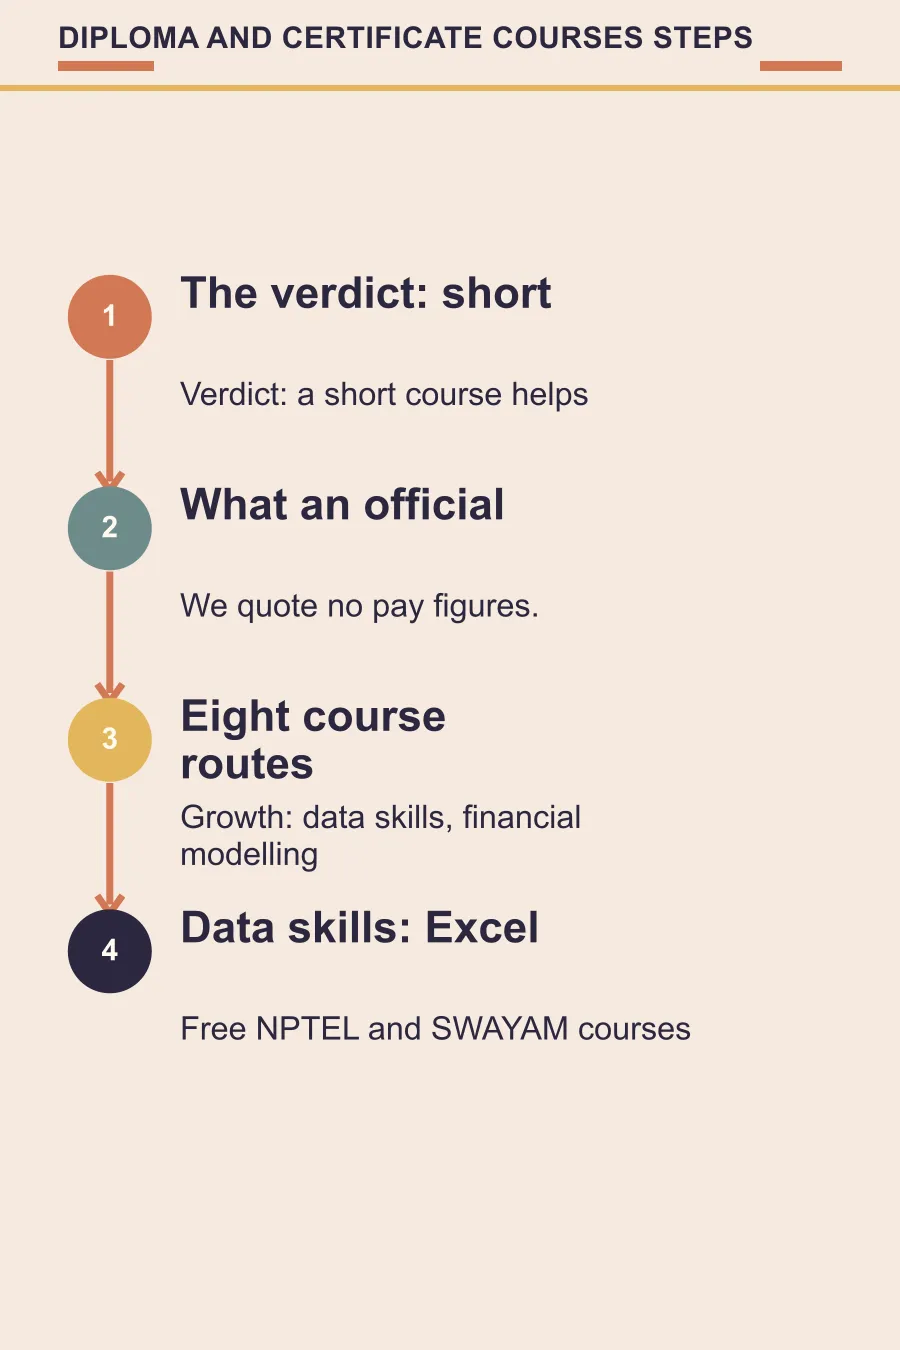 DIPLOMA AND CERTIFICATE COURSES STEPS
1
The verdict: short
Verdict: a short course helps
2
What an official
We quote no pay figures.
3
Eight course
routes
Growth: data skills, financial
modelling
4
Data skills: Excel
Free NPTEL and SWAYAM courses